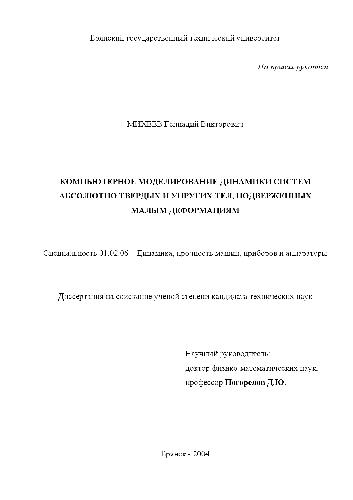 Брянский государственный технический университет
На правах рукописи
МИХЕЕВ Геннадий Викторович
КОМПЬЮТЕРНОЕ МОДЕЛИРОВАНИЕ ДИНАМИКИ СИСТЕМ
АБСОЛЮТНО ТВЕРДЫХ И УПРУГИХ ТЕЛ, ПОДВЕРЖЕННЫХ
МАЛЫМ ДЕФОРМАЦИЯМ
Специальность 01.02.06 – Динамика, прочность машин, приборов и аппаратуры
Диссертация на соискание ученой степени кандидата технических наук
Научный руководитель:
доктор физико-математических наук,
профессор Погорелов Д.Ю.
Брянск - 2004